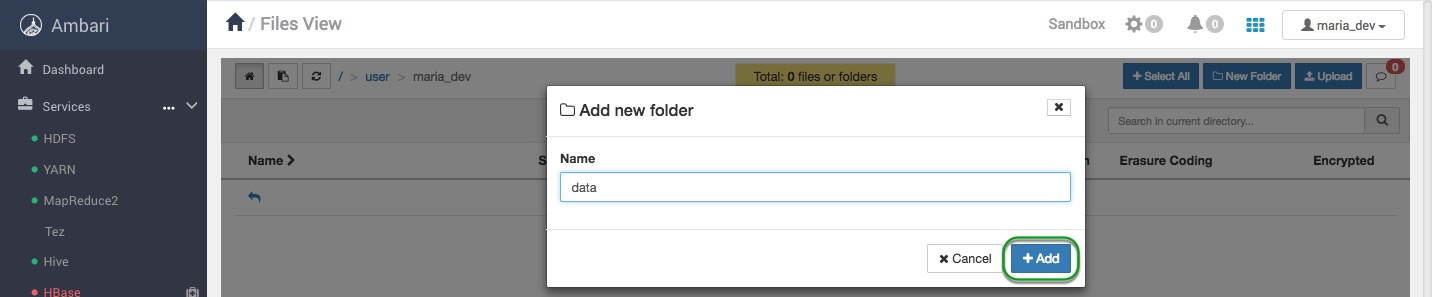 Ambari
/ Files View
Sandbox 0 0 maria_dev
Dashboard
Services ...
HDFS
YARN
MapReduce2
Tez
Hive
HBase
/ > user > maria_dev
Total: 0 files or folders
+ Select All New Folder Upload 0
Search in current directory...
Name > S n Erasure Coding Encrypted
Add new folder
Name
data
Cancel + Add